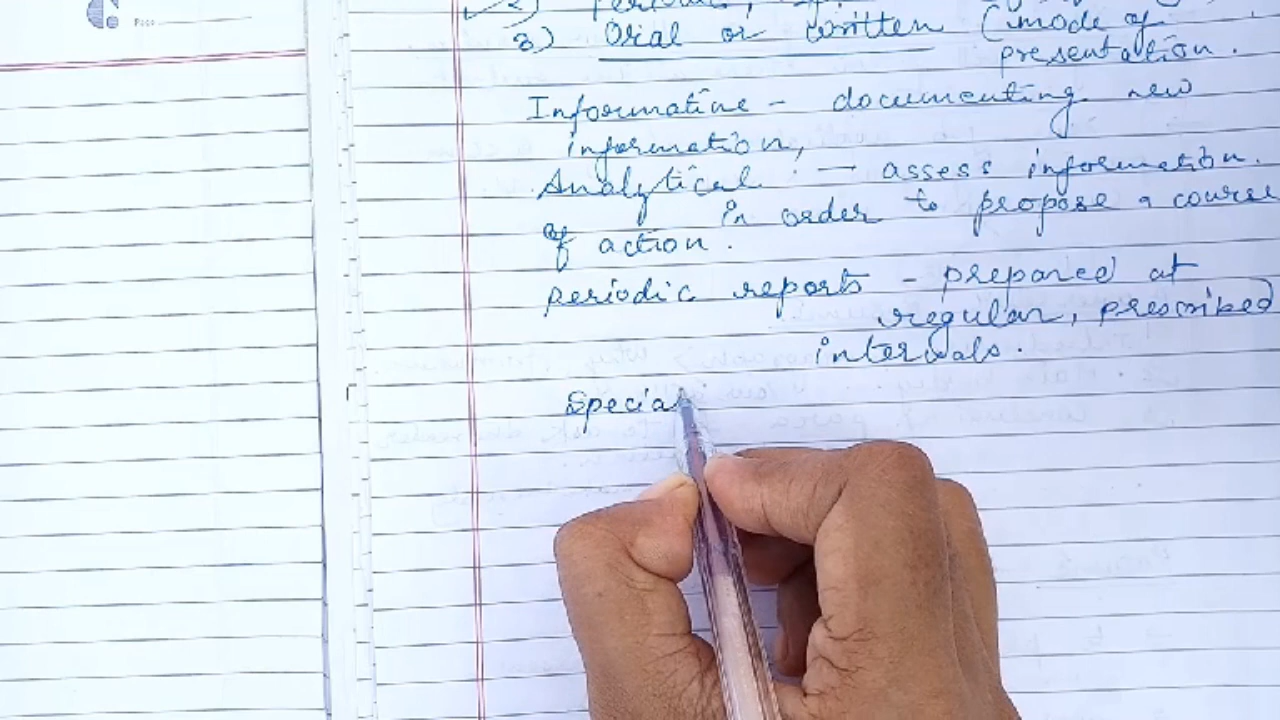 Page
3) Oral or written (mode of
presentation.
Informative - documenting new
information,
Analytical - assess information.
in order to propose a course
of action.
periodic reports - prepared at
regular, prescribed
intervals.
Special